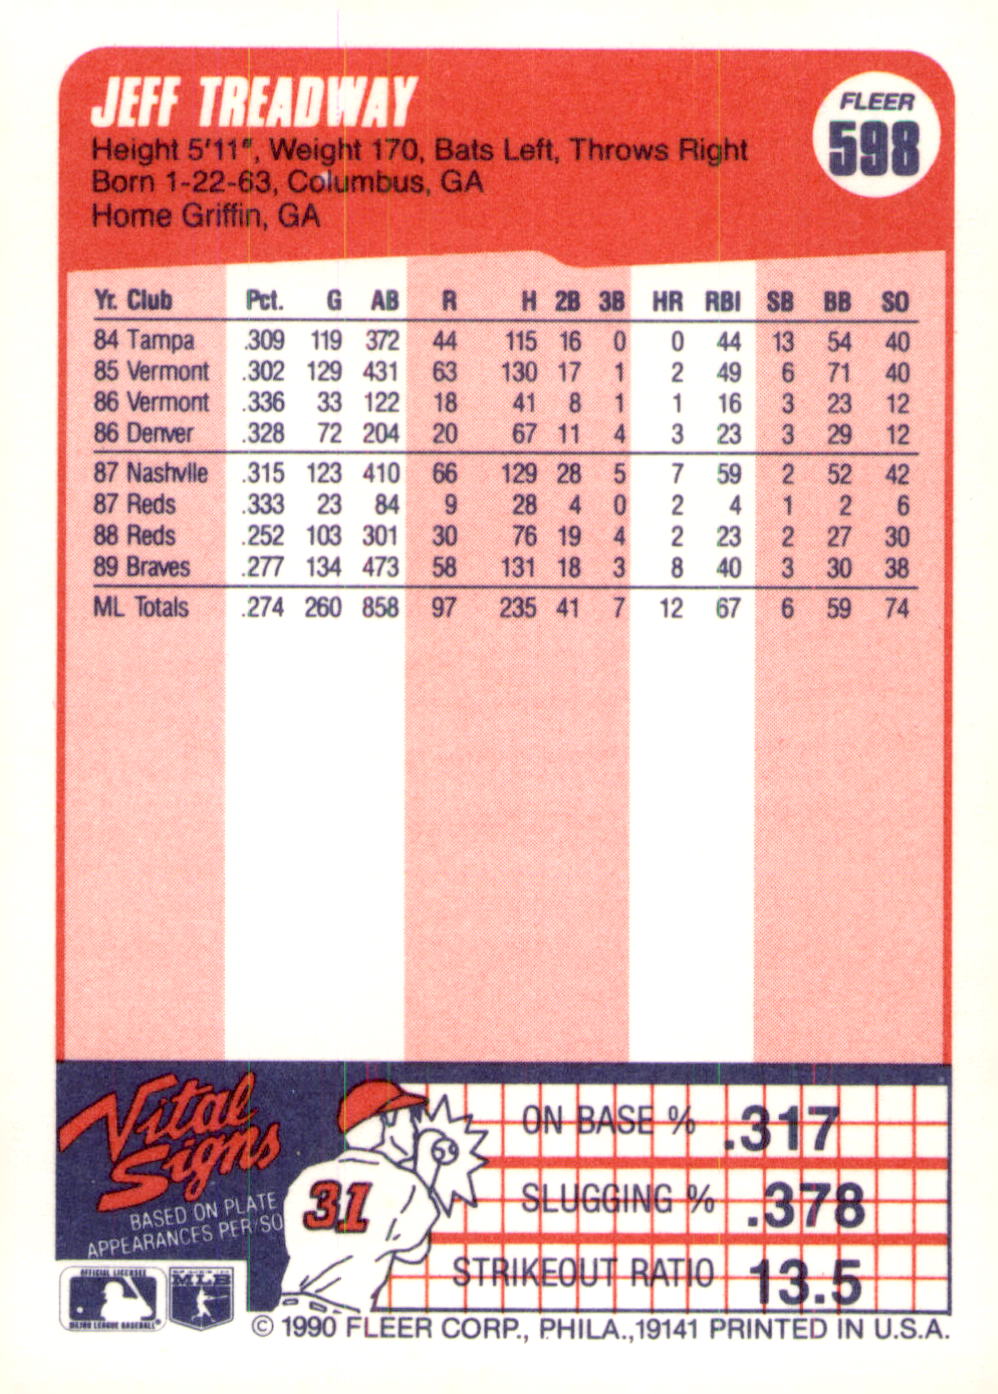 JEFF TREADWAY
FLEER
598
Height 5'11", Weight 170, Bats Left, Throws Right
Born 1-22-63, Columbus, GA
Home Griffin, GA
Yr. Club Pct. G AB R H 2B 3B HR RBI SB BB SO
84 Tampa .309 119 372 44 115 16 0 0 44 13 54 40
85 Vermont .302 129 431 63 130 17 1 2 49 6 71 40
86 Vermont .336 33 122 18 41 8 1 1 16 3 23 12
86 Denver .328 72 204 20 67 11 4 3 23 3 29 12
87 Nashvlle .315 123 410 66 129 28 5 7 59 2 52 42
87 Reds .333 23 84 9 28 4 0 2 4 1 2 6
88 Reds .252 103 301 30 76 19 4 2 23 2 27 30
89 Braves .277 134 473 58 131 18 3 8 40 3 30 38
ML Totals .274 260 858 97 235 41 7 12 67 6 59 74
Vital
Signs
BASED ON PLATE
APPEARANCES PER SO
31
ON BASE % .317
SLUGGING % .378
STRIKEOUT RATIO 13.5
OFFICIAL LICENSEE
MAJOR LEAGUE BASEBALL®
MLB
© 1990 FLEER CORP., PHILA.,19141 PRINTED IN U.S.A.